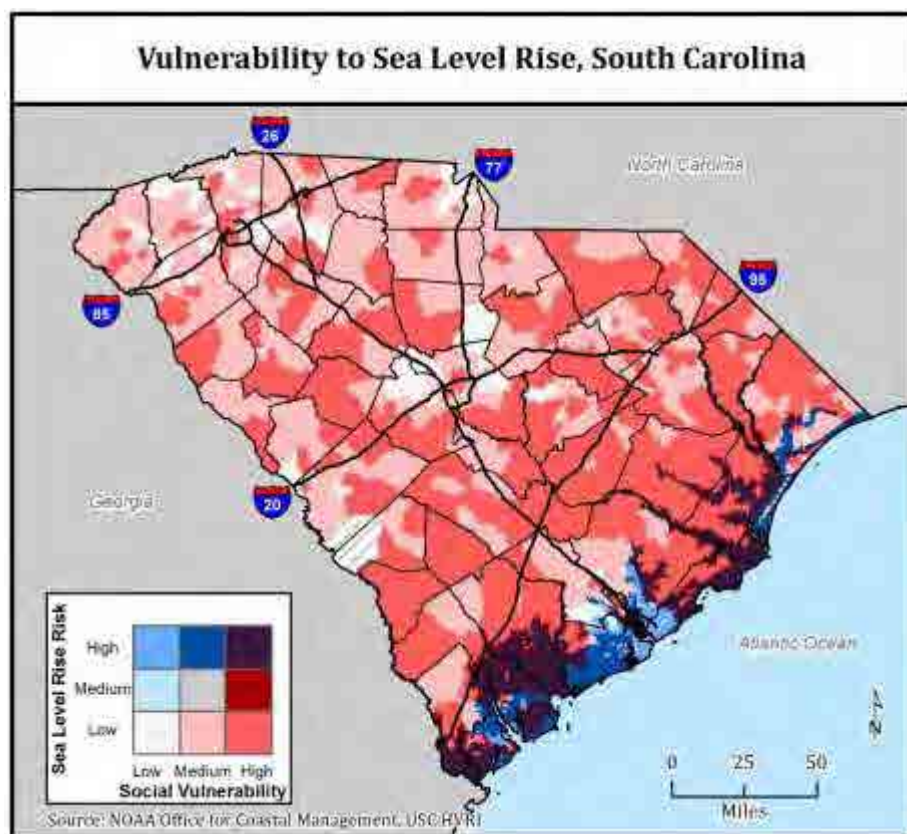 Vulnerability to Sea Level Rise, South Carolina
26
77
North Carolina
95
85
20
Georgia
Atlantic Ocean
Sea Level Rise Risk
High
Medium
Low
Low Medium High
Social Vulnerability
N
0 25 50
Miles
Source: NOAA Office for Coastal Management, USC HVRI